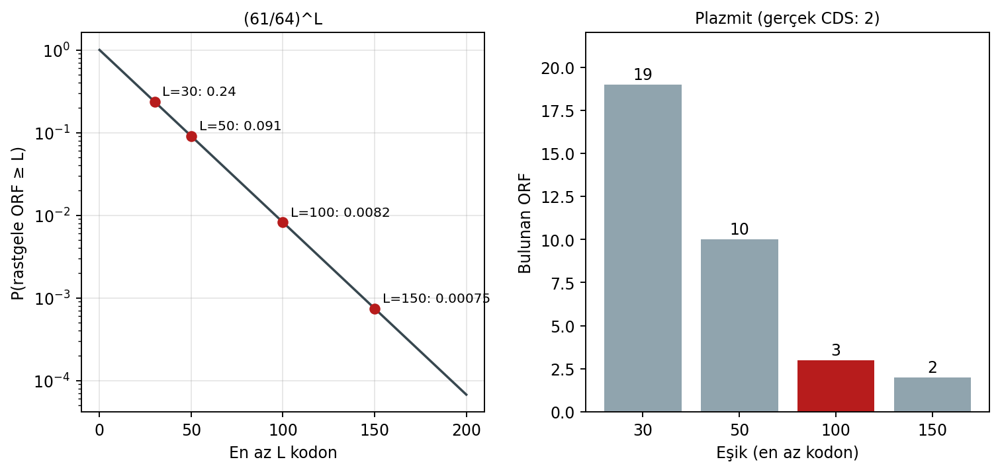 (61/64)^L
P(rastgele ORF ≥ L)
10⁰
10⁻¹
10⁻²
10⁻³
10⁻⁴
L=30: 0.24
L=50: 0.091
L=100: 0.0082
L=150: 0.00075
0 50 100 150 200
En az L kodon
Plazmit (gerçek CDS: 2)
Bulunan ORF
20.0
17.5
15.0
12.5
10.0
7.5
5.0
2.5
0.0
19
10
3
2
30 50 100 150
Eşik (en az kodon)